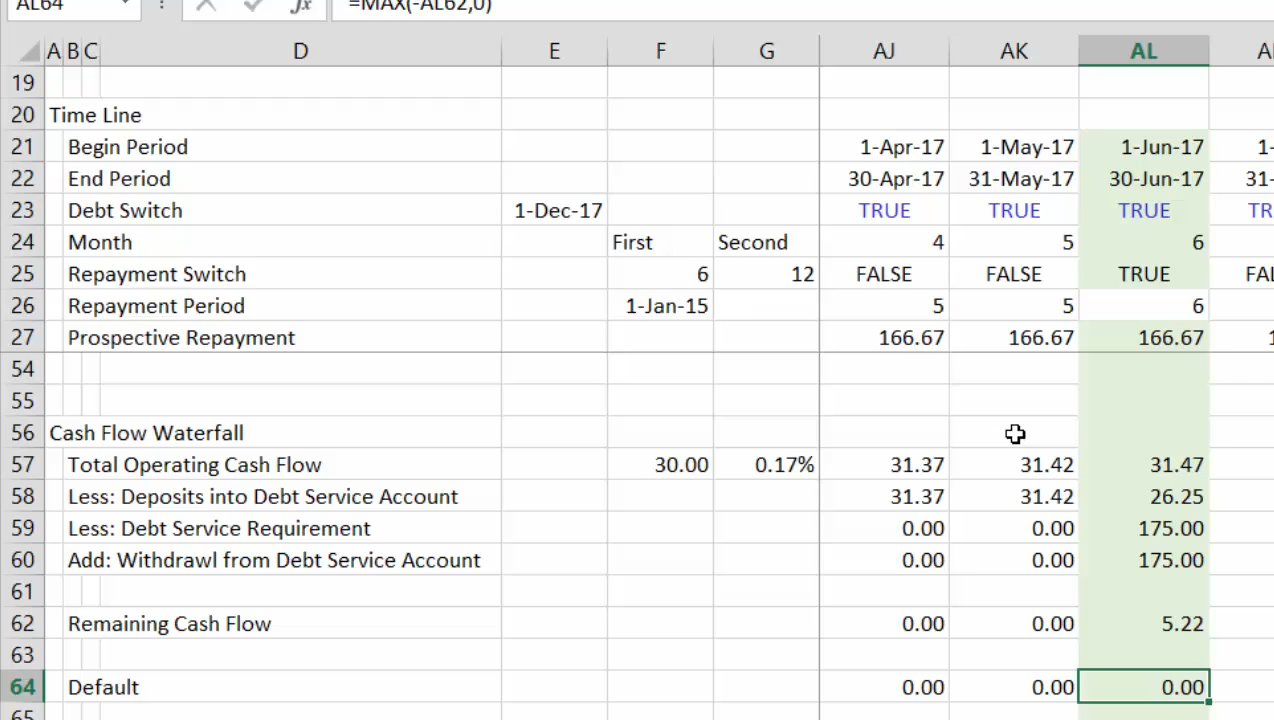 AL64 fx =MAX(-AL62,0)
A B C D E F G AJ AK AL
19
20 Time Line
21 Begin Period 1-Apr-17 1-May-17 1-Jun-17 1-
22 End Period 30-Apr-17 31-May-17 30-Jun-17 31-
23 Debt Switch 1-Dec-17 TRUE TRUE TRUE TR
24 Month First Second 4 5 6
25 Repayment Switch 6 12 FALSE FALSE TRUE FAL
26 Repayment Period 1-Jan-15 5 5 6
27 Prospective Repayment 166.67 166.67 166.67 1
54
55
56 Cash Flow Waterfall
57 Total Operating Cash Flow 30.00 0.17% 31.37 31.42 31.47
58 Less: Deposits into Debt Service Account 31.37 31.42 26.25
59 Less: Debt Service Requirement 0.00 0.00 175.00
60 Add: Withdrawl from Debt Service Account 0.00 0.00 175.00
61
62 Remaining Cash Flow 0.00 0.00 5.22
63
64 Default 0.00 0.00 0.00
65